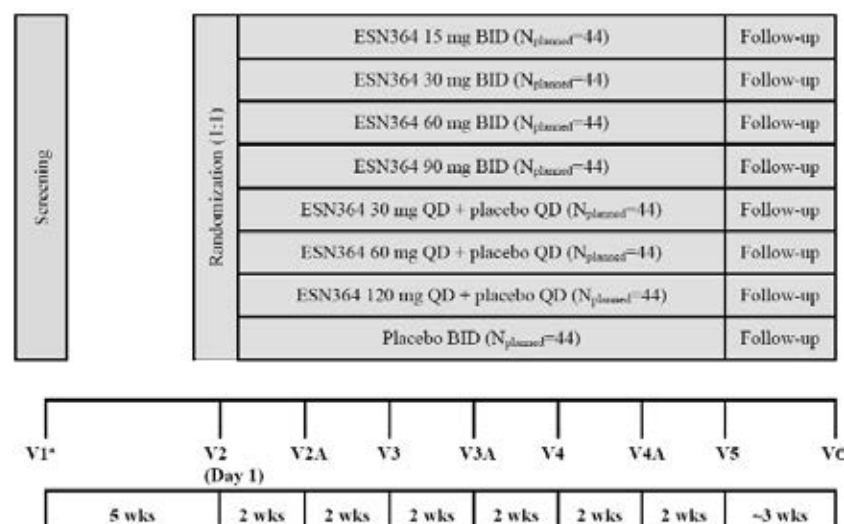 Screening
Randomization (1:1)
ESN364 15 mg BID (Nplanned=44) Follow-up
ESN364 30 mg BID (Nplanned=44) Follow-up
ESN364 60 mg BID (Nplanned=44) Follow-up
ESN364 90 mg BID (Nplanned=44) Follow-up
ESN364 30 mg QD + placebo QD (Nplanned=44) Follow-up
ESN364 60 mg QD + placebo QD (Nplanned=44) Follow-up
ESN364 120 mg QD + placebo QD (Nplanned=44) Follow-up
Placebo BID (Nplanned=44) Follow-up
V1ª V2 V2A V3 V3A V4 V4A V5
(Day 1)
5 wks 2 wks 2 wks 2 wks 2 wks 2 wks 2 wks ~3 wks